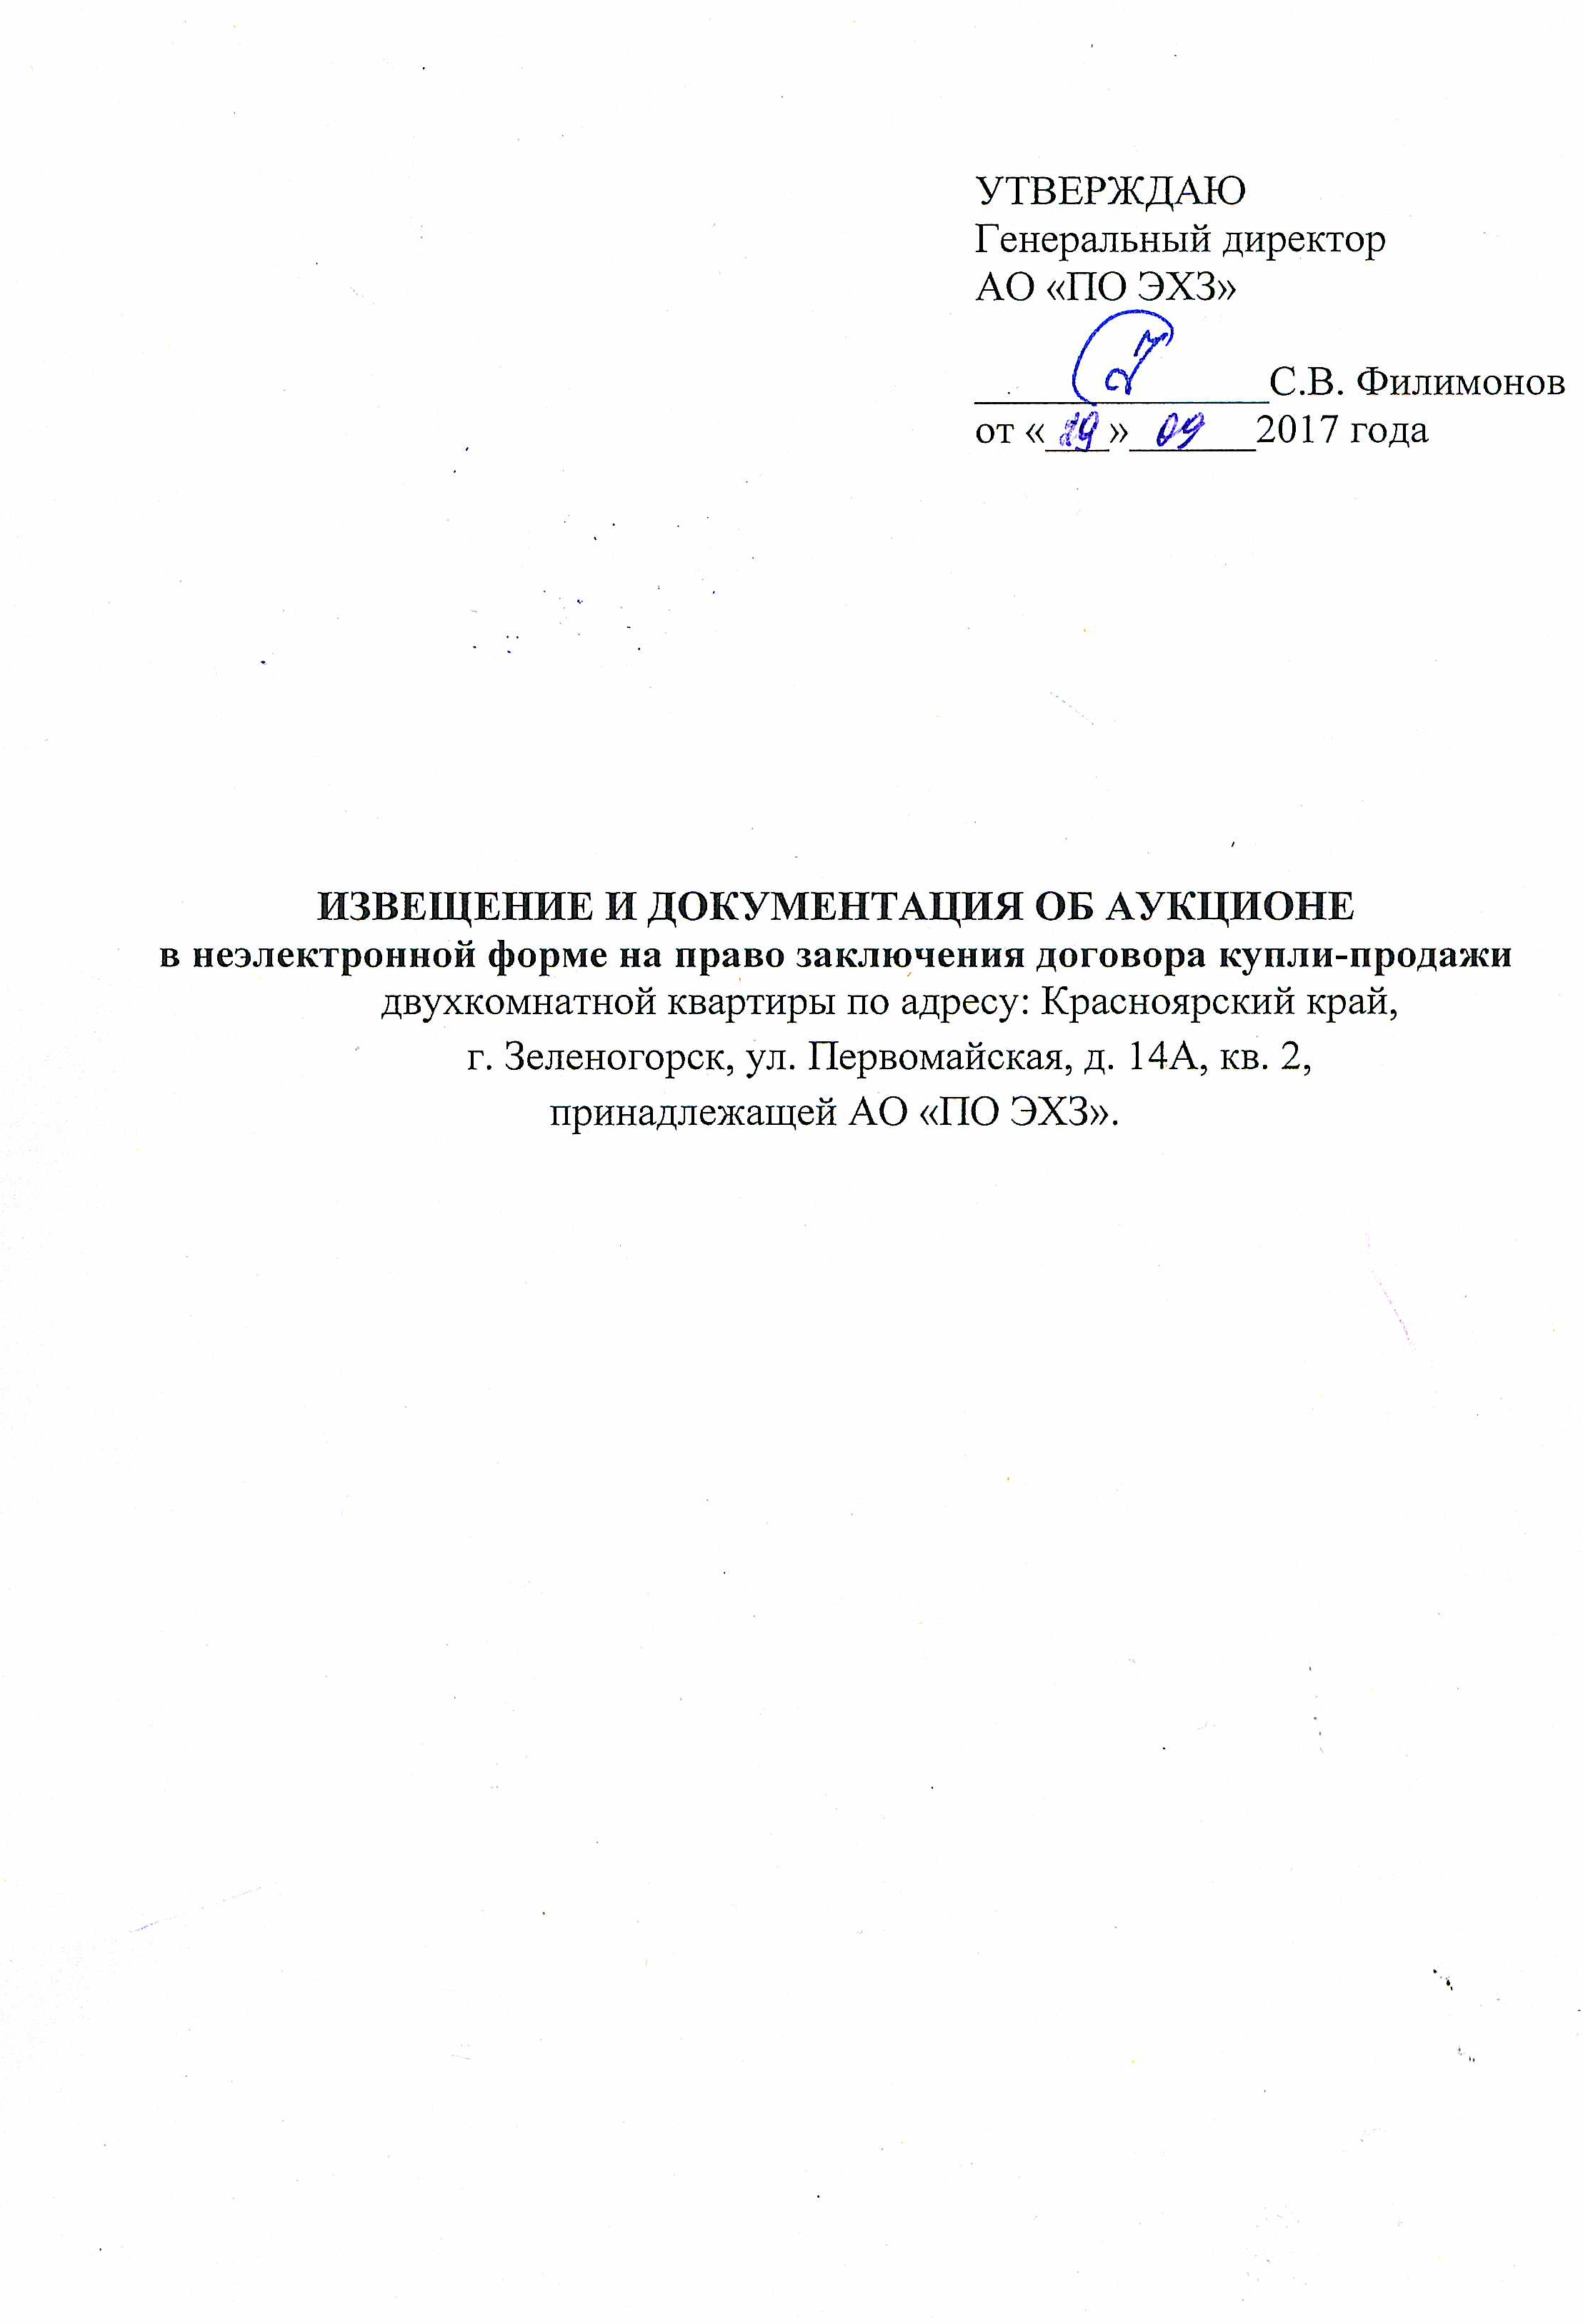 УТВЕРЖДАЮ
Генеральный директор
АО «ПО ЭХЗ»
______________С.В. Филимонов
от «___» 09 2017 года
ИЗВЕЩЕНИЕ И ДОКУМЕНТАЦИЯ ОБ АУКЦИОНЕ
в неэлектронной форме на право заключения договора купли-продажи
двухкомнатной квартиры по адресу: Красноярский край,
г. Зеленогорск, ул. Первомайская, д. 14А, кв. 2,
принадлежащей АО «ПО ЭХЗ».